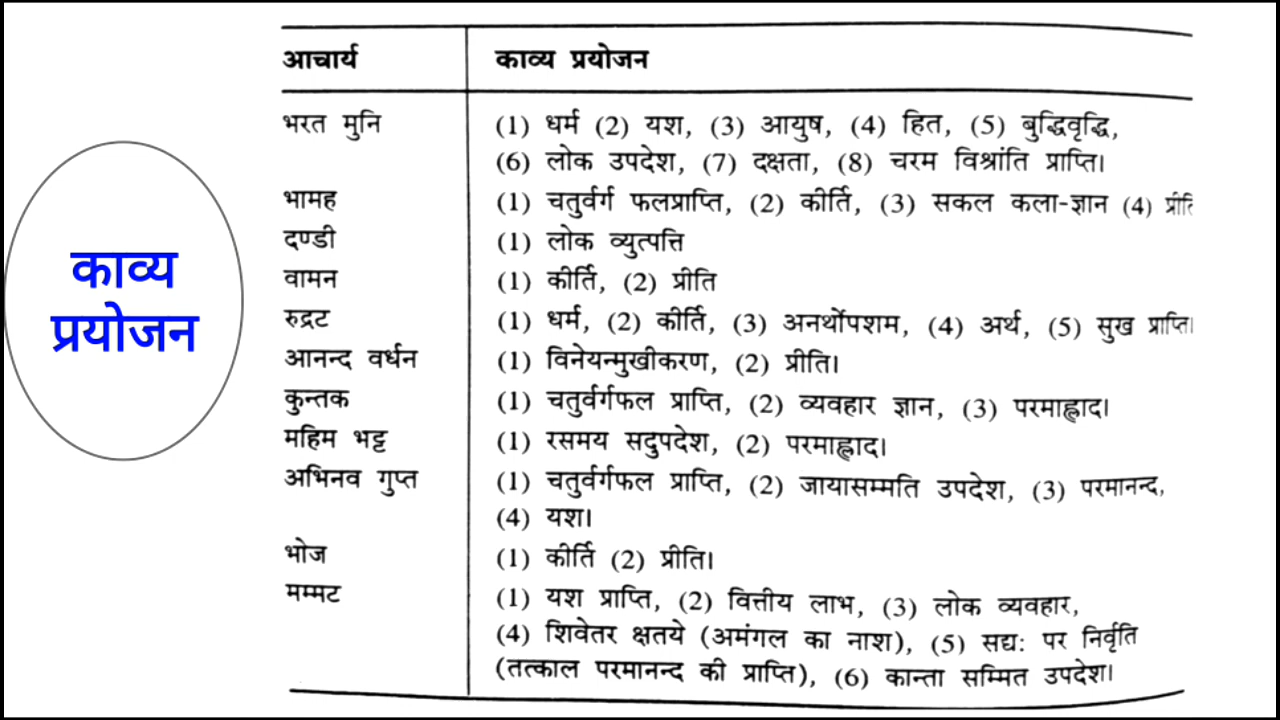 काव्य
प्रयोजन
आचार्य काव्य प्रयोजन
भरत मुनि (1) धर्म (2) यश, (3) आयुष, (4) हित, (5) बुद्धिवृद्धि,
(6) लोक उपदेश, (7) दक्षता, (8) चरम विश्रांति प्राप्ति।
भामह (1) चतुर्वर्ग फलप्राप्ति, (2) कीर्ति, (3) सकल कला-ज्ञान (4)
दण्डी (1) लोक व्युत्पत्ति
वामन (1) कीर्ति, (2) प्रीति
रुद्रट (1) धर्म, (2) कीर्ति, (3) अनर्थोपशम, (4) अर्थ, (5) सुख प्राप्ति।
आनन्द वर्धन (1) विनेयन्मुखीकरण, (2) प्रीति।
कुन्तक (1) चतुर्वर्गफल प्राप्ति, (2) व्यवहार ज्ञान, (3) परमाह्लाद।
महिम भट्ट (1) रसमय सदुपदेश, (2) परमाह्लाद।
अभिनव गुप्त (1) चतुर्वर्गफल प्राप्ति, (2) जायासम्मति उपदेश, (3) परमानन्द,
(4) यश।
भोज (1) कीर्ति (2) प्रीति।
मम्मट (1) यश प्राप्ति, (2) वित्तीय लाभ, (3) लोक व्यवहार,
(4) शिवेतर क्षतये (अमंगल का नाश), (5) सद्य: पर निर्वृति
(तत्काल परमानन्द की प्राप्ति), (6) कान्ता सम्मित उपदेश।